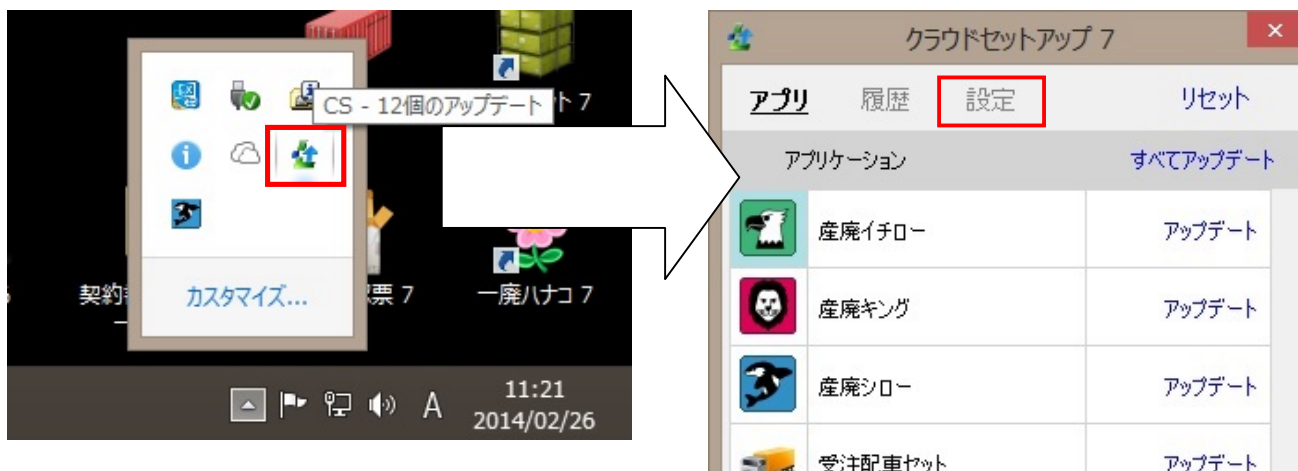 CS - 12個のアップデート
ト 7
契約
票 7
一廃ハナコ 7
カスタマイズ...
A
11:21
2014/02/26
クラウドセットアップ 7
アプリ 履歴 設定 リセット
アプリケーション すべてアップデート
産廃イチロー アップデート
産廃キング アップデート
産廃シロー アップデート
受注配車セット アップデート